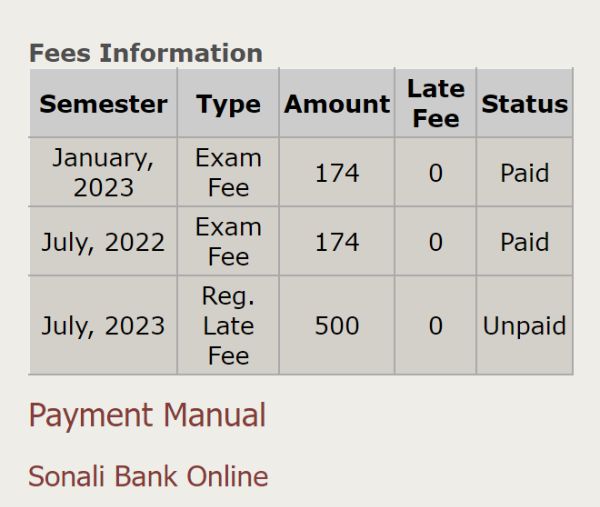 Fees Information
Semester Type Amount Late Fee Status
January, 2023 Exam Fee 174 0 Paid
July, 2022 Exam Fee 174 0 Paid
July, 2023 Reg. Late Fee 500 0 Unpaid
Payment Manual
Sonali Bank Online